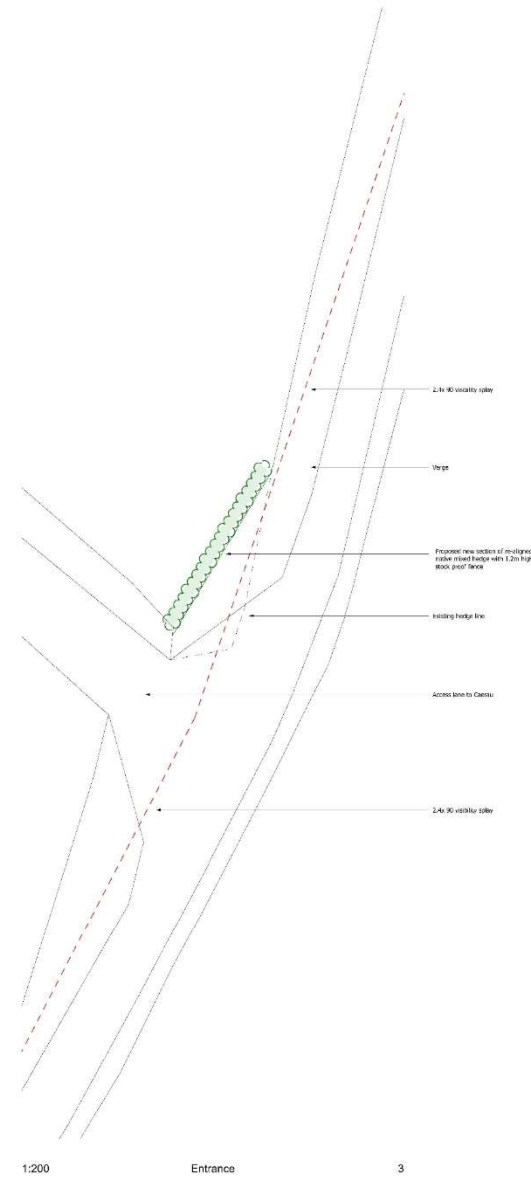 2.4x 90 visibility splay
Verge
Proposed new section of re-aligned
native mixed hedge with 1.2m high
stock proof fence
Existing hedge line
Access lane to Caesau
2.4x 90 visibility splay
1:200 Entrance 3